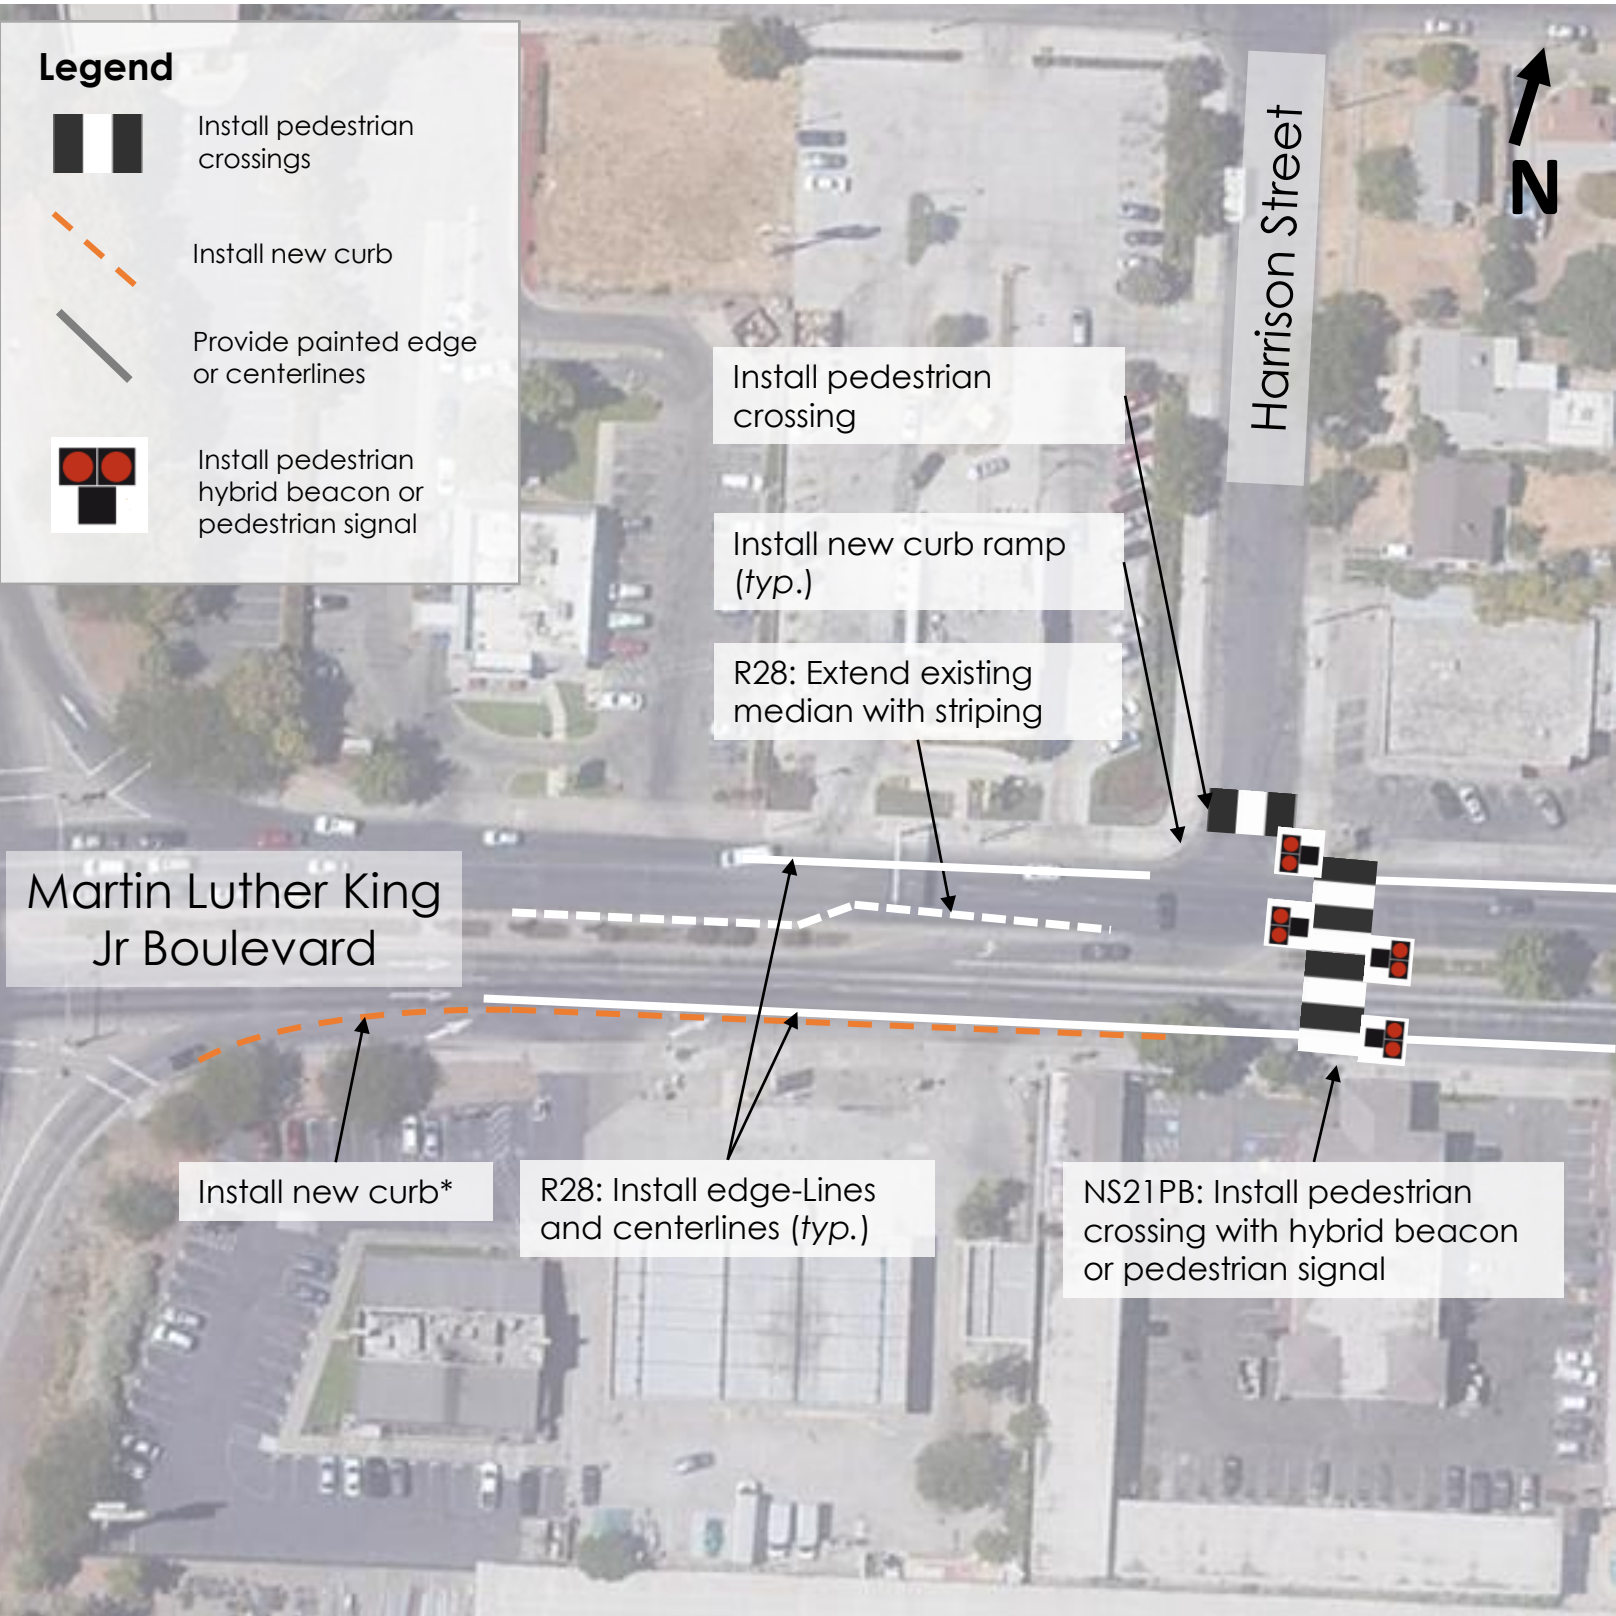 Legend
Install pedestrian
crossings
Install new curb
Provide painted edge
or centerlines
Install pedestrian
hybrid beacon or
pedestrian signal
N
Harrison Street
Install pedestrian
crossing
Install new curb ramp
(typ.)
R28: Extend existing
median with striping
Martin Luther King
Jr Boulevard
Install new curb*
R28: Install edge-Lines
and centerlines (typ.)
NS21PB: Install pedestrian
crossing with hybrid beacon
or pedestrian signal